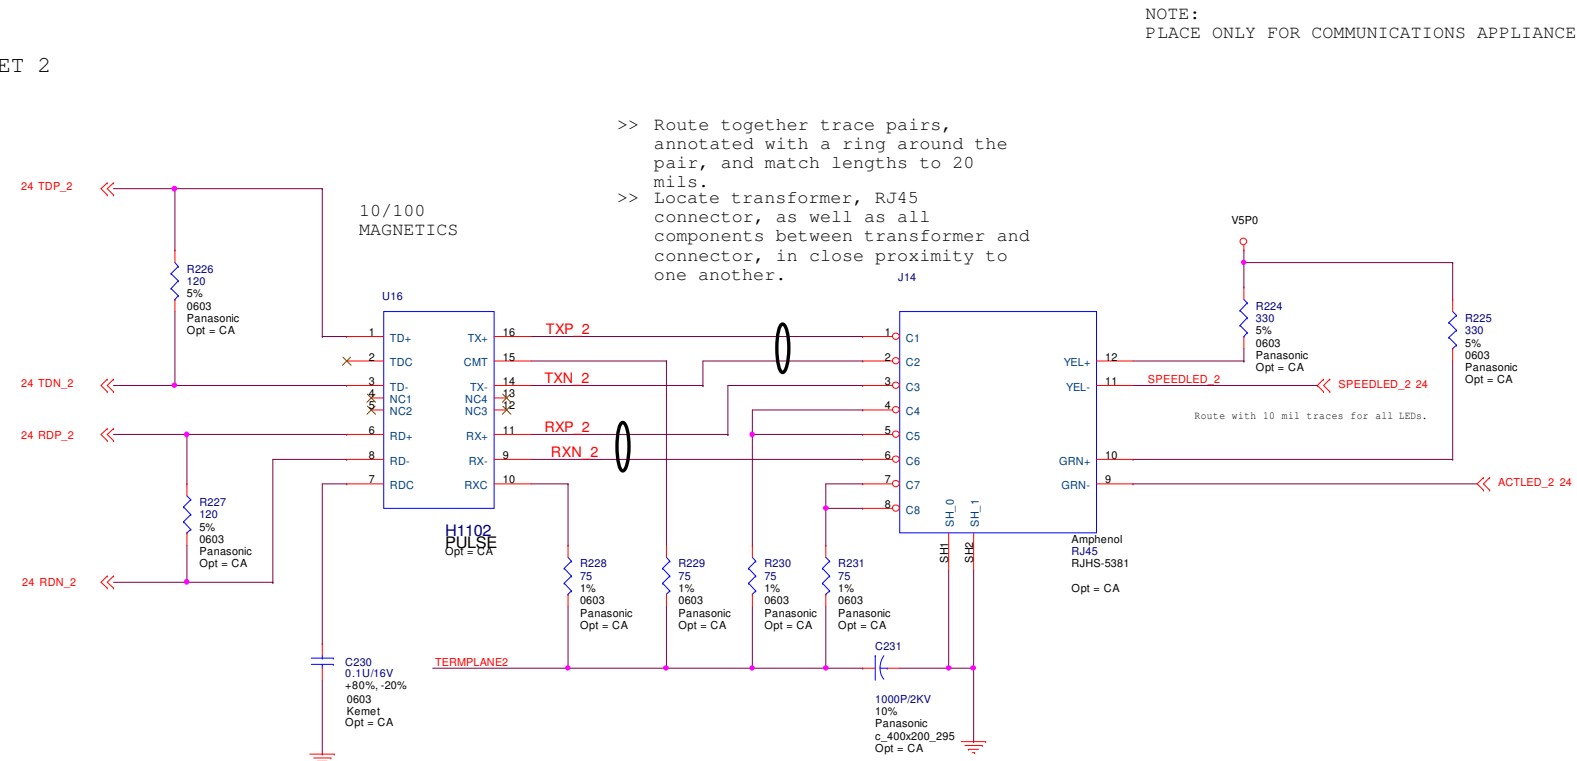 NOTE:
PLACE ONLY FOR COMMUNICATIONS APPLIANCE
ET 2
>> Route together trace pairs,
annotated with a ring around the
pair, and match lengths to 20
mils.
>> Locate transformer, RJ45
connector, as well as all
components between transformer and
connector, in close proximity to
one another.
10/100
MAGNETICS
24 TDP_2
24 TDN_2
24 RDP_2
24 RDN_2
R226
120
5%
0603
Panasonic
Opt = CA
R227
120
5%
0603
Panasonic
Opt = CA
U16
1 TD+
2 TDC
3 TD-
4 NC1
5 NC2
6 RD+
8 RD-
7 RDC
TX+ 16
CMT 15
TX- 14
NC4 13
NC3 12
RX+ 11
RX- 9
RXC 10
H1102
PULSE
Opt = CA
TXP_2
TXN_2
RXP_2
RXN_2
J14
1 C1
2 C2
3 C3
4 C4
5 C5
6 C6
7 C7
8 C8
YEL+ 12
YEL- 11
GRN+ 10
GRN- 9
SH_0
SH_1
SH1
SH2
Amphenol
RJ45
RJHS-5381
Opt = CA
V5P0
R224
330
5%
0603
Panasonic
Opt = CA
R225
330
5%
0603
Panasonic
Opt = CA
SPEEDLED_2
SPEEDLED_2 24
Route with 10 mil traces for all LEDs.
ACTLED_2 24
R228
75
1%
0603
Panasonic
Opt = CA
R229
75
1%
0603
Panasonic
Opt = CA
R230
75
1%
0603
Panasonic
Opt = CA
R231
75
1%
0603
Panasonic
Opt = CA
C230
0.1U/16V
+80%, -20%
0603
Kemet
Opt = CA
TERMPLANE2
C231
1000P/2KV
10%
Panasonic
c_400x200_295
Opt = CA